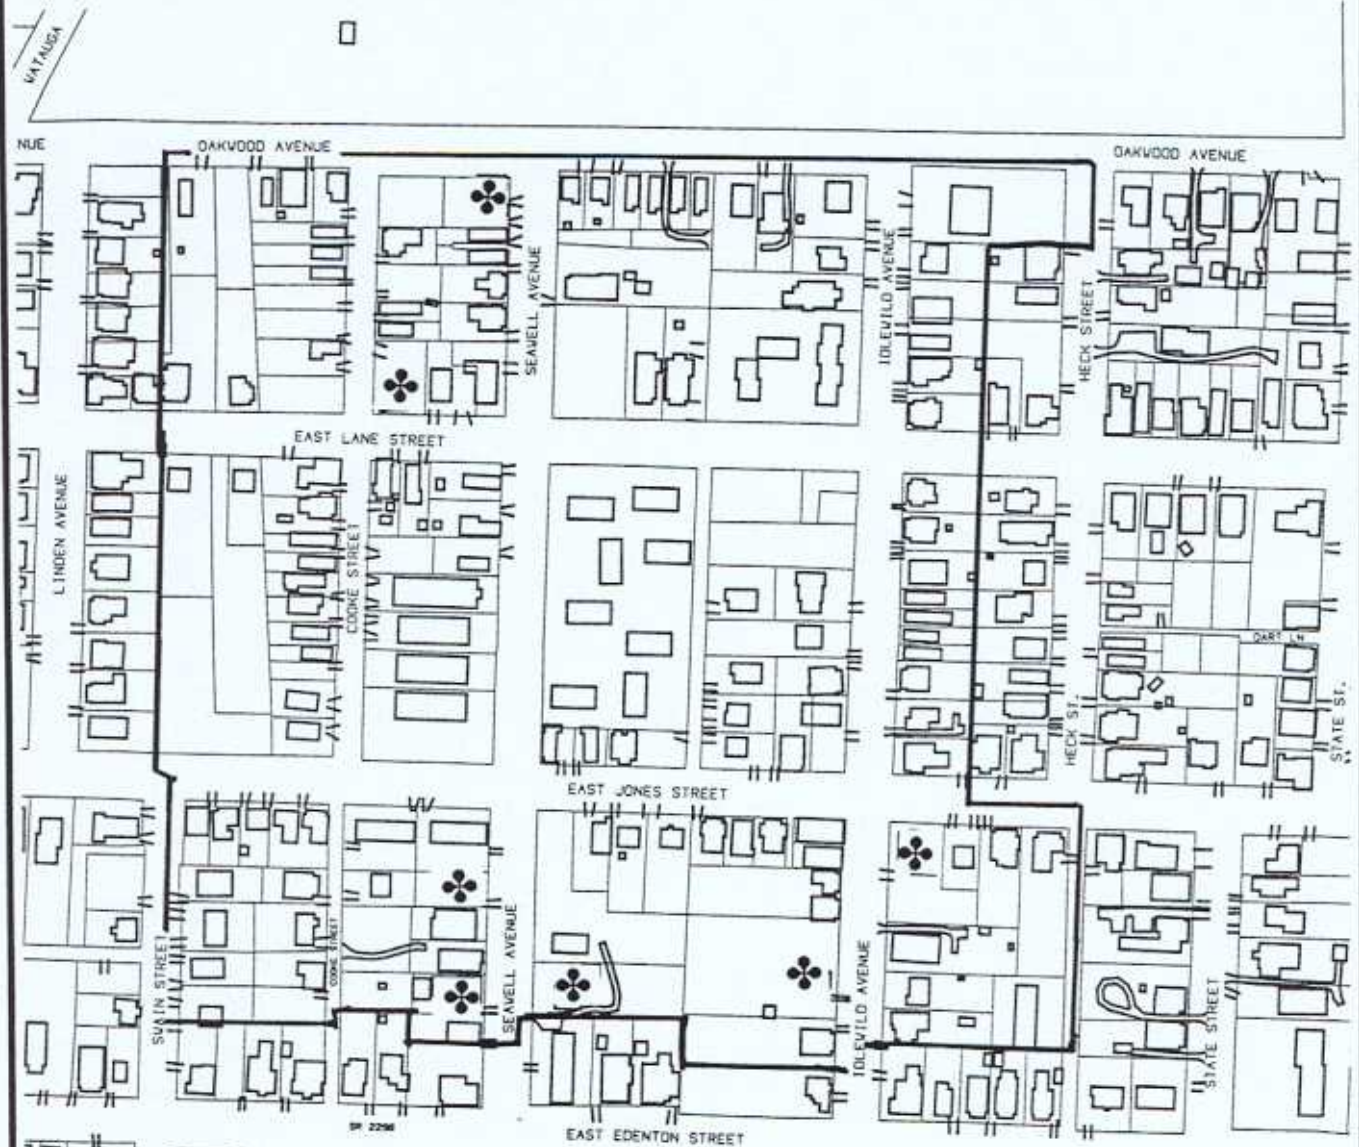 WATAUGA
NUE
OAKWOOD AVENUE
OAKWOOD AVENUE
SEAWELL AVENUE
IDLEWILD AVENUE
HECK STREET
EAST LANE STREET
LINDEN AVENUE
COOKE STREET
DART LN
STATE ST.
HECK ST.
EAST JONES STREET
SWAIN STREET
COOKE STREET
SEAWELL AVENUE
IDLEWILD AVENUE
STATE STREET
SR 2298
EAST EDENTON STREET